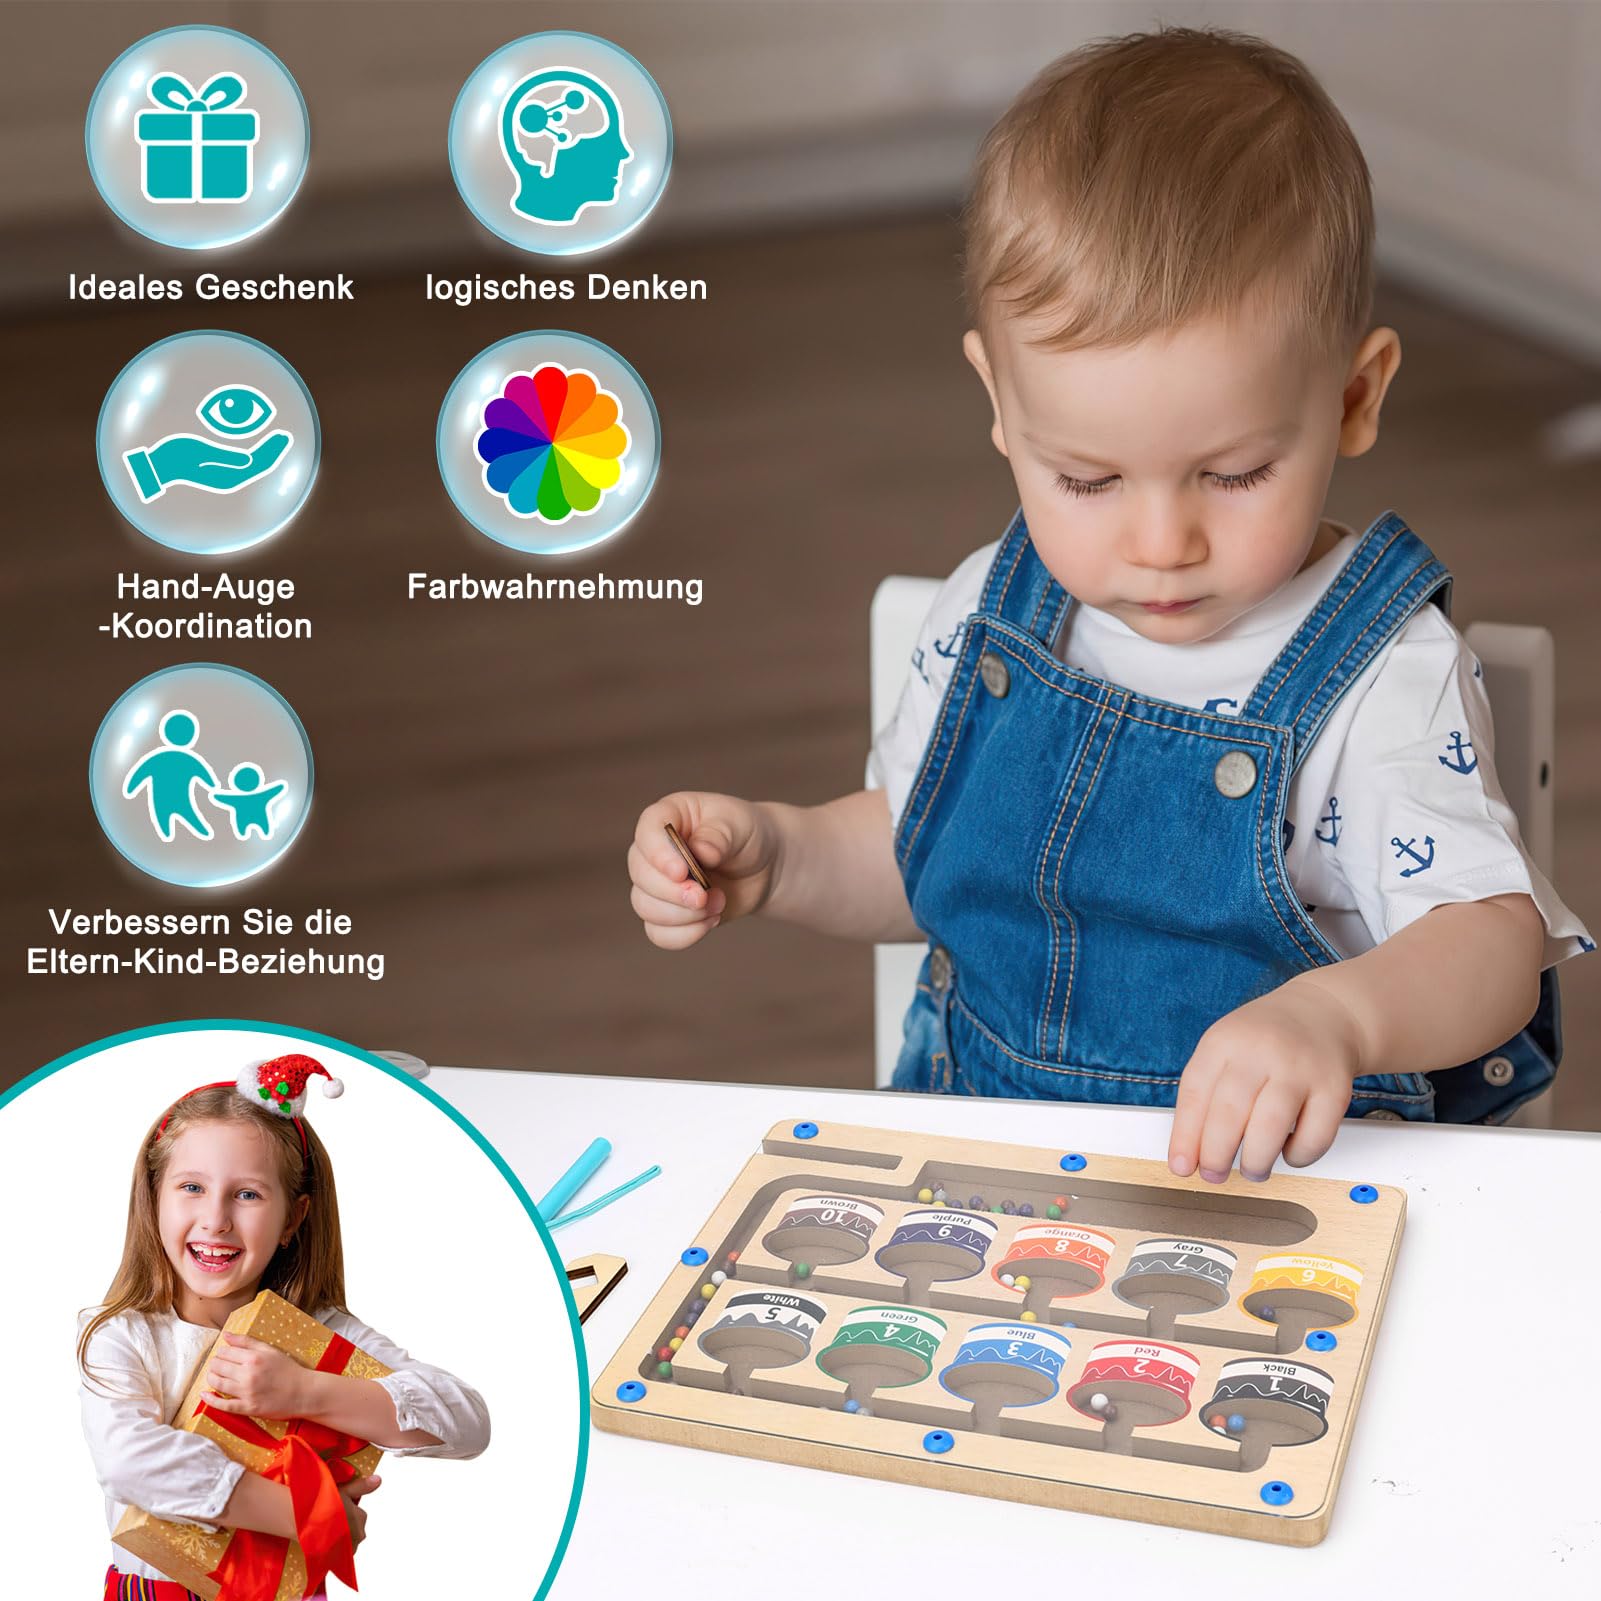 Ideales Geschenk
logisches Denken
Hand-Auge
-Koordination
Farbwahrnehmung
Verbessern Sie die
Eltern-Kind-Beziehung
10
Brown
9
Purple
8
Orange
7
Gray
6
Yellow
5
White
4
Green
3
Blue
2
Red
1
Black